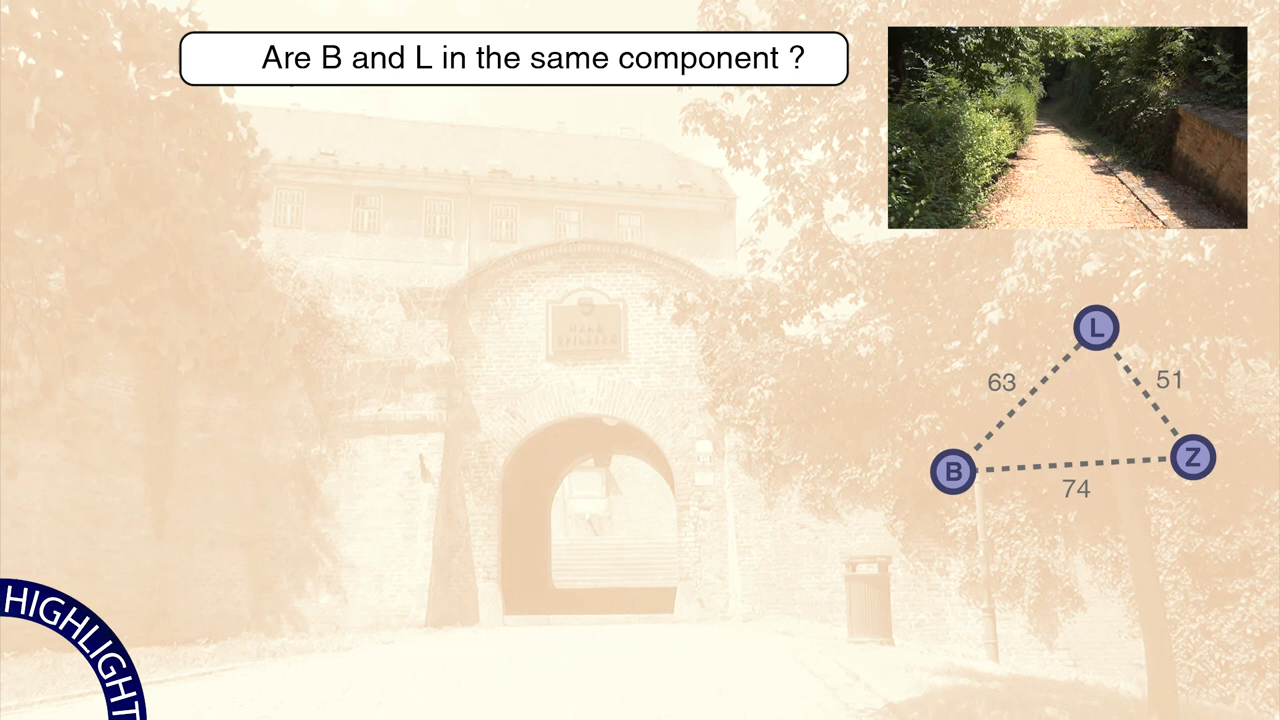 Are B and L in the same component ?
L
63
51
B
Z
74
HIGHLIGHT